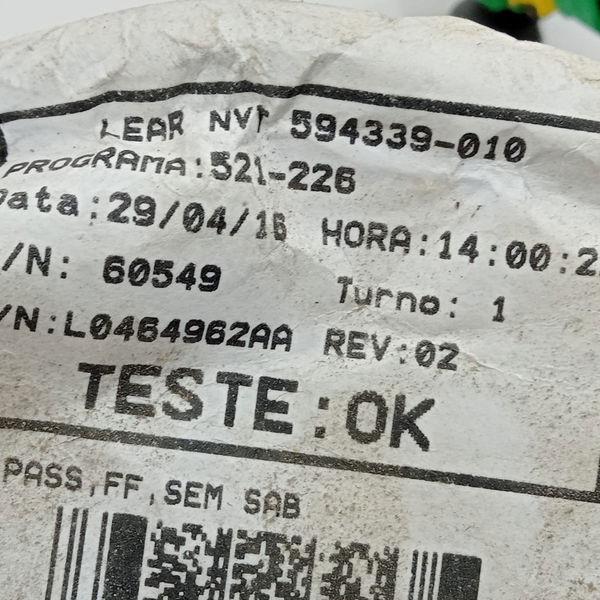 LEAR NVT 594339-010
PROGRAMA:521-226
Data:29/04/16 HORA:14:00:2
/N: 60549 Turno: 1
/N:L0464962AA REV:02
TESTE:OK
PASS,FF,SEM SAB